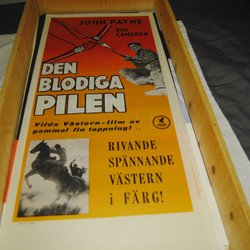 JOHN PAYNE
ROD
CAMERON
DEN
BLODIGA
PILEN
Vilda Västern-film av
gammal fin tappning! ..
RIVANDE
SPÄNNANDE
VÄSTERN
i FÄRG!